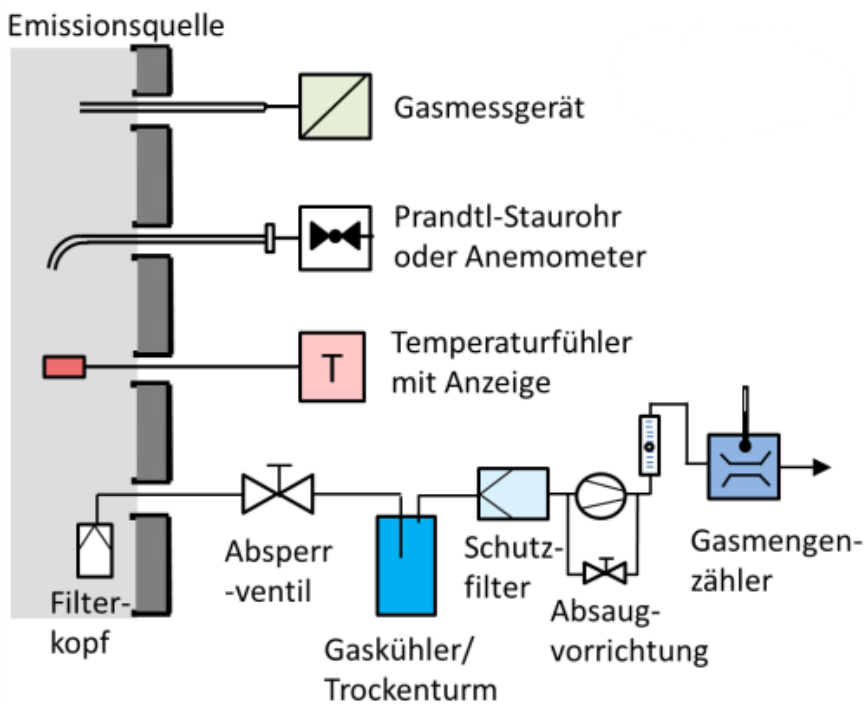 Emissionsquelle
Gasmessgerät
Prandtl-Staurohr
oder Anemometer
Temperaturfühler
mit Anzeige
T
Filter-
kopf
Absperr
-ventil
Gaskühler/
Trockenturm
Schutz-
filter
Absaug-
vorrichtung
Gasmengen-
zähler